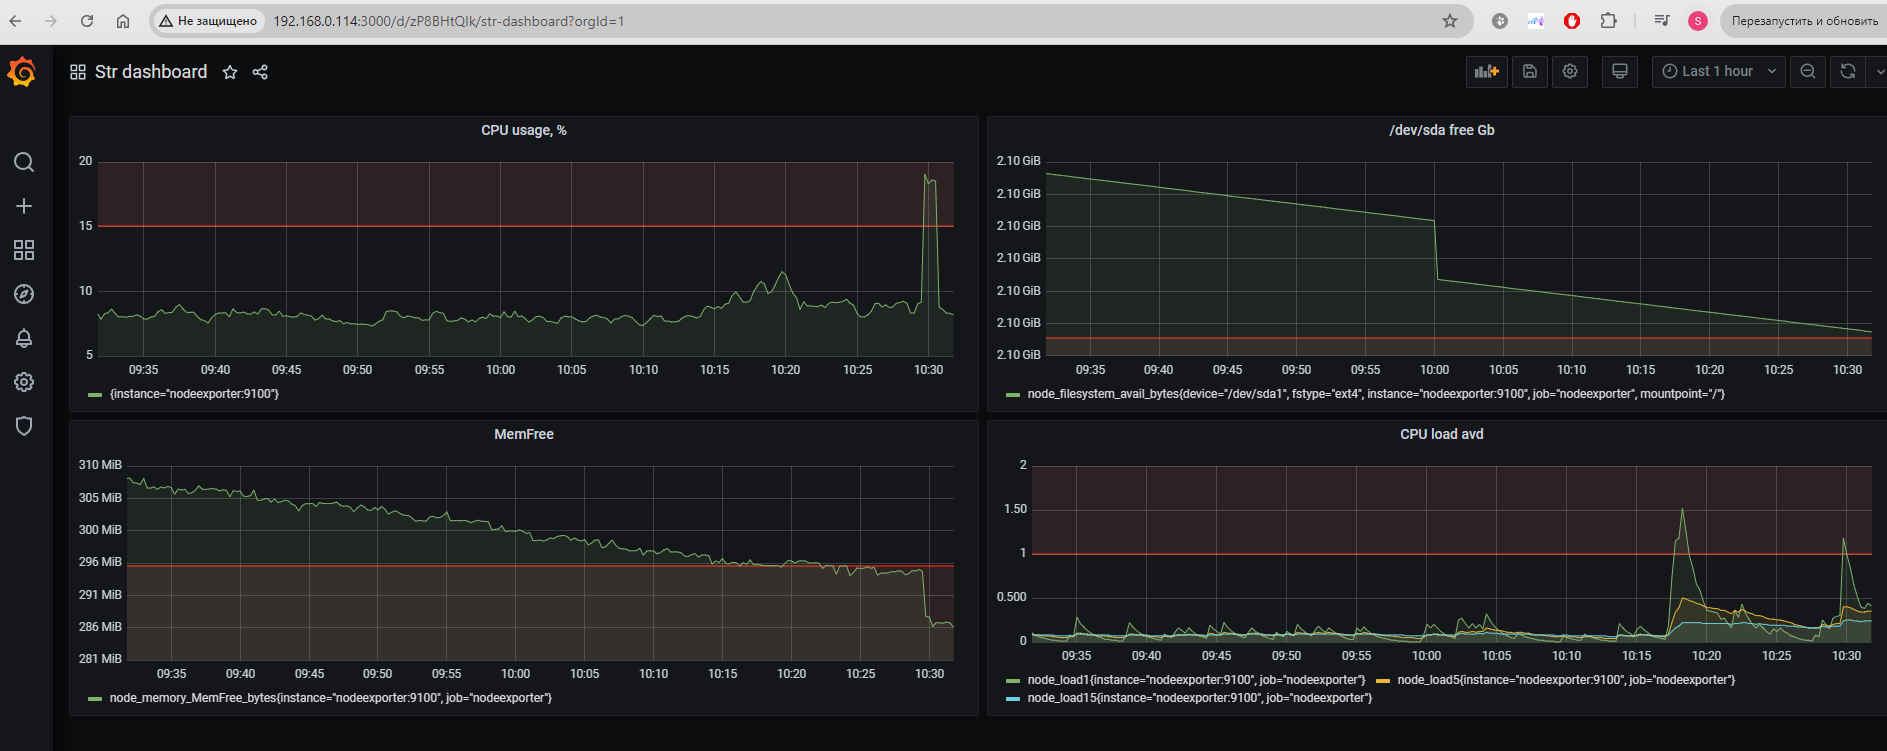 Не защищено 192.168.0.114:3000/d/zP8BHtQlk/str-dashboard?orgId=1 S Перезапустить и обновить
Str dashboard Last 1 hour
CPU usage, %
20
15
10
5
09:35 09:40 09:45 09:50 09:55 10:00 10:05 10:10 10:15 10:20 10:25 10:30
{instance="nodeexporter:9100"}
/dev/sda free Gb
2.10 GiB
2.10 GiB
2.10 GiB
2.10 GiB
2.10 GiB
2.10 GiB
2.10 GiB
09:35 09:40 09:45 09:50 09:55 10:00 10:05 10:10 10:15 10:20 10:25 10:30
node_filesystem_avail_bytes{device="/dev/sda1", fstype="ext4", instance="nodeexporter:9100", job="nodeexporter", mountpoint="/"}
MemFree
310 MiB
305 MiB
300 MiB
296 MiB
291 MiB
286 MiB
281 MiB
09:35 09:40 09:45 09:50 09:55 10:00 10:05 10:10 10:15 10:20 10:25 10:30
node_memory_MemFree_bytes{instance="nodeexporter:9100", job="nodeexporter"}
CPU load avd
2
1.50
1
0.500
0
09:35 09:40 09:45 09:50 09:55 10:00 10:05 10:10 10:15 10:20 10:25 10:30
node_load1{instance="nodeexporter:9100", job="nodeexporter"} node_load5{instance="nodeexporter:9100", job="nodeexporter"}
node_load15{instance="nodeexporter:9100", job="nodeexporter"}